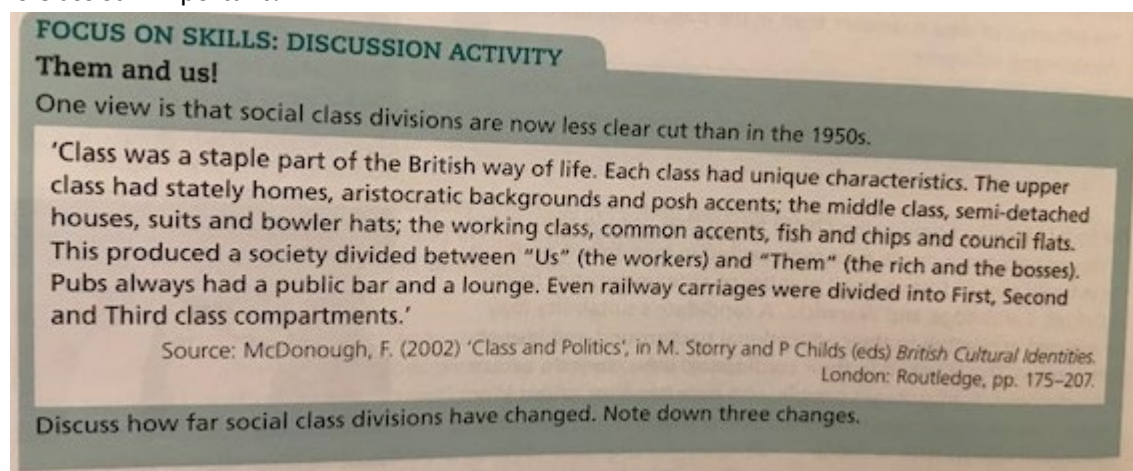 FOCUS ON SKILLS: DISCUSSION ACTIVITY
Them and us!
One view is that social class divisions are now less clear cut than in the 1950s.
'Class was a staple part of the British way of life. Each class had unique characteristics. The upper
class had stately homes, aristocratic backgrounds and posh accents; the middle class, semi-detached
houses, suits and bowler hats; the working class, common accents, fish and chips and council flats.
This produced a society divided between "Us" (the workers) and "Them" (the rich and the bosses).
Pubs always had a public bar and a lounge. Even railway carriages were divided into First, Second
and Third class compartments.'
Source: McDonough, F. (2002) 'Class and Politics', in M. Storry and P Childs (eds) British Cultural Identities.
London: Routledge, pp. 175–207.
Discuss how far social class divisions have changed. Note down three changes.